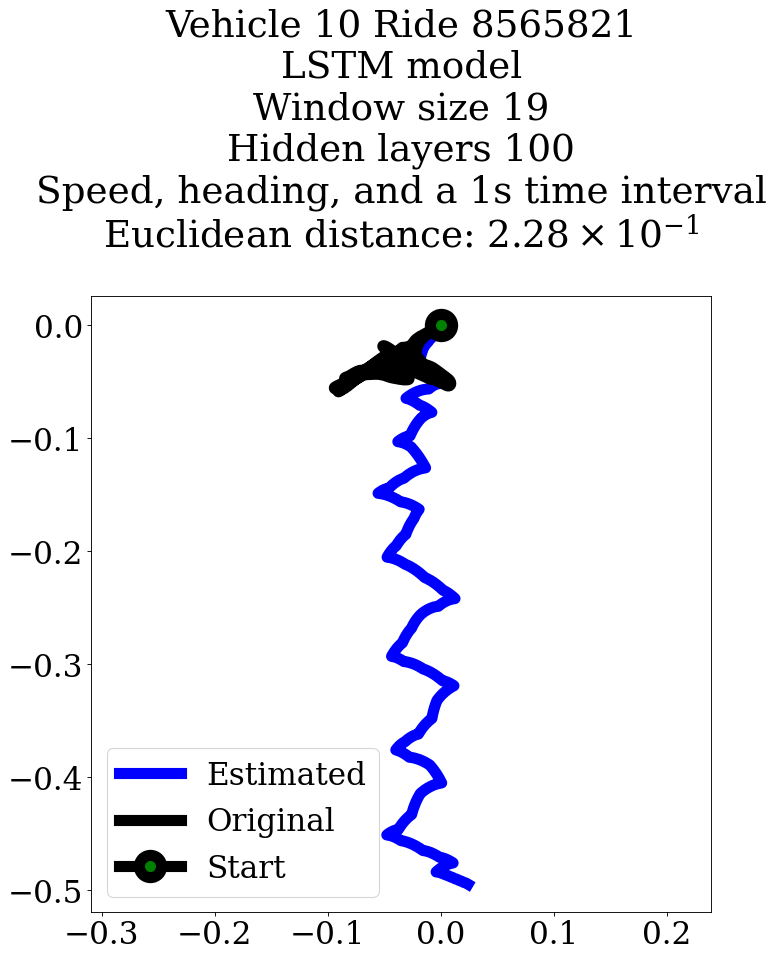 Vehicle 10 Ride 8565821
LSTM model
Window size 19
Hidden layers 100
Speed, heading, and a 1s time interval
Euclidean distance: 2.28 × 10⁻¹
0.0
−0.1
−0.2
−0.3
−0.4
−0.5
Estimated
Original
Start
−0.3 −0.2 −0.1 0.0 0.1 0.2